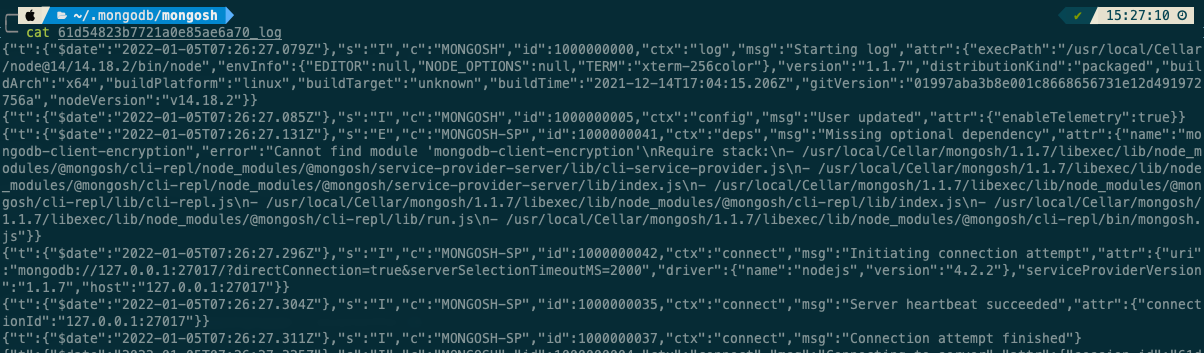 ~/.mongodb/mongosh ✔ 15:27:10
cat 61d54823b7721a0e85ae6a70_log
{"t":{"$date":"2022-01-05T07:26:27.079Z"},"s":"I","c":"MONGOSH","id":1000000000,"ctx":"log","msg":"Starting log","attr":{"execPath":"/usr/local/Cellar
/node@14/14.18.2/bin/node","envInfo":{"EDITOR":null,"NODE_OPTIONS":null,"TERM":"xterm-256color"},"version":"1.1.7","distributionKind":"packaged","buil
dArch":"x64","buildPlatform":"linux","buildTarget":"unknown","buildTime":"2021-12-14T17:04:15.206Z","gitVersion":"01997aba3b8e001c8668656731e12d491972
756a","nodeVersion":"v14.18.2"}}
{"t":{"$date":"2022-01-05T07:26:27.085Z"},"s":"I","c":"MONGOSH","id":1000000005,"ctx":"config","msg":"User updated","attr":{"enableTelemetry":true}}
{"t":{"$date":"2022-01-05T07:26:27.131Z"},"s":"E","c":"MONGOSH-SP","id":1000000041,"ctx":"deps","msg":"Missing optional dependency","attr":{"name":"mo
ngodb-client-encryption","error":"Cannot find module 'mongodb-client-encryption'\nRequire stack:\n- /usr/local/Cellar/mongosh/1.1.7/libexec/lib/node_m
odules/@mongosh/cli-repl/node_modules/@mongosh/service-provider-server/lib/cli-service-provider.js\n- /usr/local/Cellar/mongosh/1.1.7/libexec/lib/node
_modules/@mongosh/cli-repl/node_modules/@mongosh/service-provider-server/lib/index.js\n- /usr/local/Cellar/mongosh/1.1.7/libexec/lib/node_modules/@mon
gosh/cli-repl/lib/cli-repl.js\n- /usr/local/Cellar/mongosh/1.1.7/libexec/lib/node_modules/@mongosh/cli-repl/lib/index.js\n- /usr/local/Cellar/mongosh/
1.1.7/libexec/lib/node_modules/@mongosh/cli-repl/lib/run.js\n- /usr/local/Cellar/mongosh/1.1.7/libexec/lib/node_modules/@mongosh/cli-repl/bin/mongosh.
js"}}
{"t":{"$date":"2022-01-05T07:26:27.296Z"},"s":"I","c":"MONGOSH-SP","id":1000000042,"ctx":"connect","msg":"Initiating connection attempt","attr":{"uri"
:"mongodb://127.0.0.1:27017/?directConnection=true&serverSelectionTimeoutMS=2000","driver":{"name":"nodejs","version":"4.2.2"},"serviceProviderVersion
":"1.1.7","host":"127.0.0.1:27017"}}
{"t":{"$date":"2022-01-05T07:26:27.304Z"},"s":"I","c":"MONGOSH-SP","id":1000000035,"ctx":"connect","msg":"Server heartbeat succeeded","attr":{"connect
ionId":"127.0.0.1:27017"}}
{"t":{"$date":"2022-01-05T07:26:27.311Z"},"s":"I","c":"MONGOSH-SP","id":1000000037,"ctx":"connect","msg":"Connection attempt finished"}